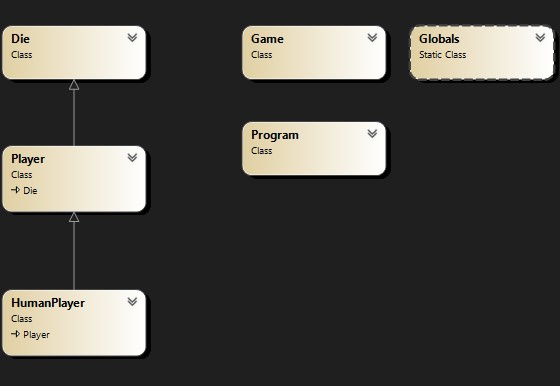 Die
Class
Game
Class
Globals
Static Class
Player
Class
Die
Program
Class
HumanPlayer
Class
Player